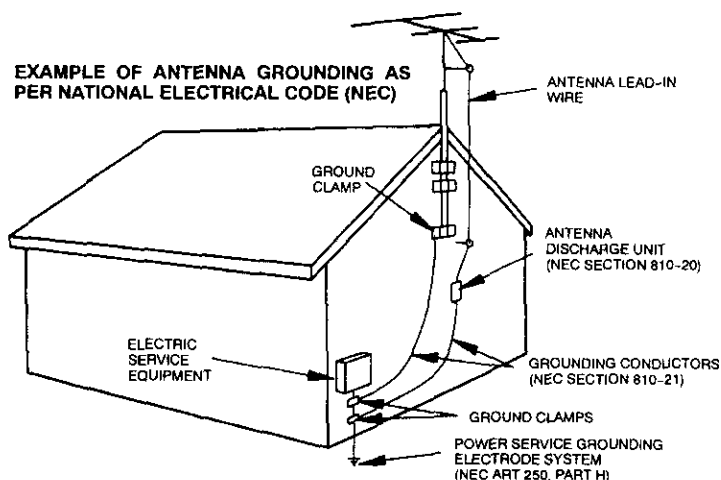 EXAMPLE OF ANTENNA GROUNDING AS
PER NATIONAL ELECTRICAL CODE (NEC)
ANTENNA LEAD-IN
WIRE
GROUND
CLAMP
ANTENNA
DISCHARGE UNIT
(NEC SECTION 810-20)
ELECTRIC
SERVICE
EQUIPMENT
GROUNDING CONDUCTORS
(NEC SECTION 810-21)
GROUND CLAMPS
POWER SERVICE GROUNDING
ELECTRODE SYSTEM
(NEC ART 250, PART H)